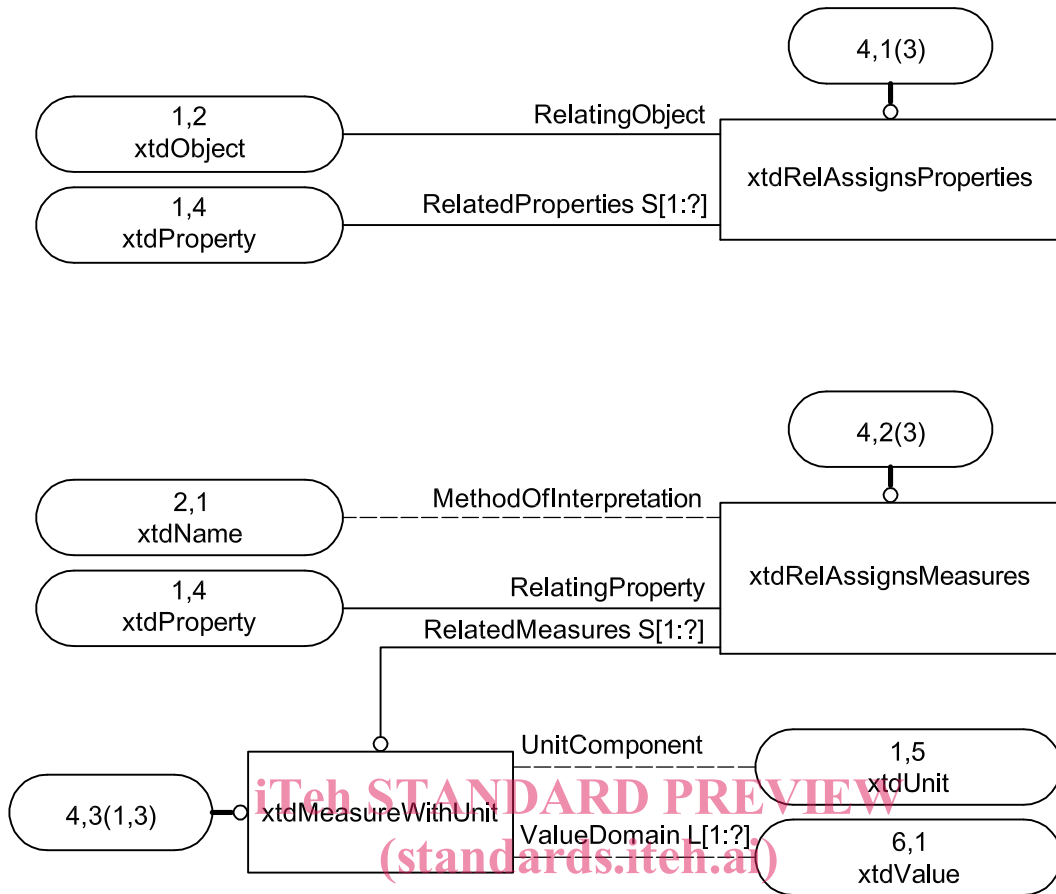 4,1(3)
1,2
xtdObject
RelatingObject
xtdRelAssignsProperties
1,4
xtdProperty
RelatedProperties S[1:?]
4,2(3)
2,1
xtdName
MethodOfInterpretation
xtdRelAssignsMeasures
1,4
xtdProperty
RelatingProperty
RelatedMeasures S[1:?]
UnitComponent
1,5
xtdUnit
4,3(1,3)
xtdMeasureWithUnit
iTeh STANDARD PREVIEW
ValueDomain L[1:?]
(standards.iteh.ai)
6,1
xtdValue